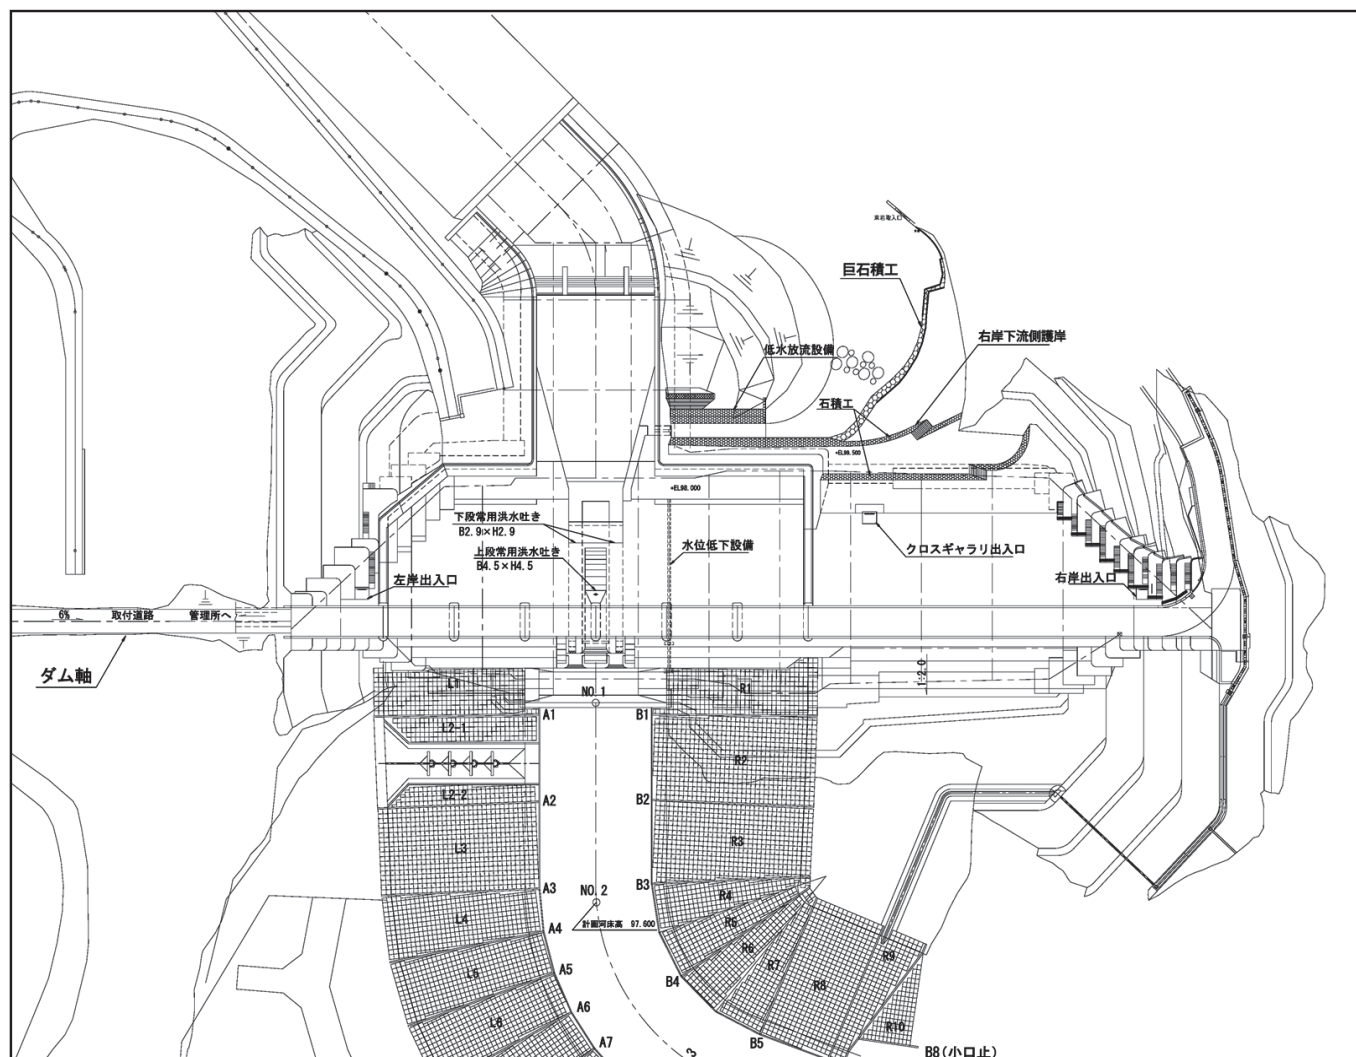 巨石積工
右岸下流側護岸
低水放流設備
石積工
+EL99.500
+EL98.000
下段常用洪水吐き
B2.9×H2.9
上段常用洪水吐き
B4.5×H4.5
水位低下設備
クロスギャラリ出入口
左岸出入口
右岸出入口
6%
取付道路
管理所へ
ダム軸
1:2.0
L1
NO.1
R1
A1
B1
L2-1
R2
L2-2
A2
B2
L3
R3
A3
NO.2
B3
R4
L4
A4
計画河床高 97.600
R5
R6
R7
R9
L5
A5
B4
R8
L6
A6
R10
A7
B5
3
B8(小口止)